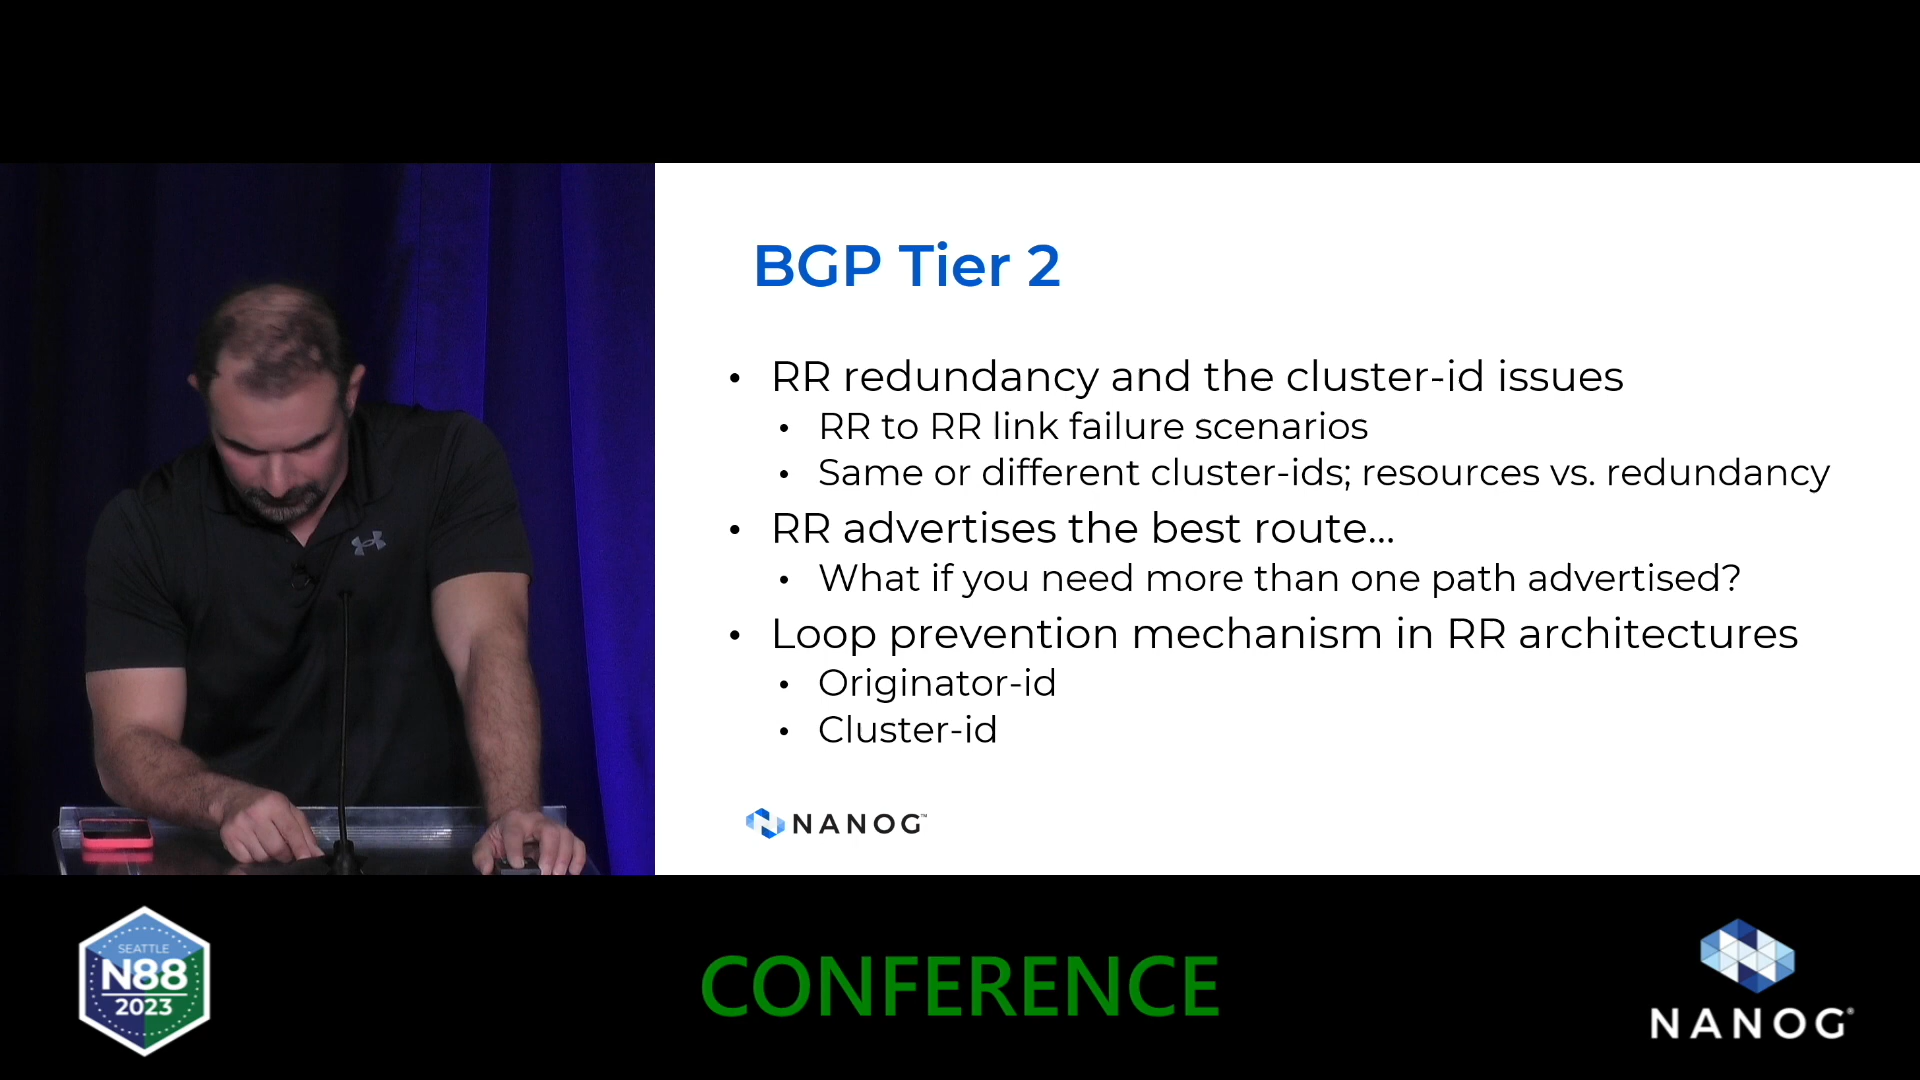 BGP Tier 2
• RR redundancy and the cluster-id issues
• RR to RR link failure scenarios
• Same or different cluster-ids; resources vs. redundancy
• RR advertises the best route...
• What if you need more than one path advertised?
• Loop prevention mechanism in RR architectures
• Originator-id
• Cluster-id
NANOG™
SEATTLE
N88
2023
CONFERENCE
NANOG®